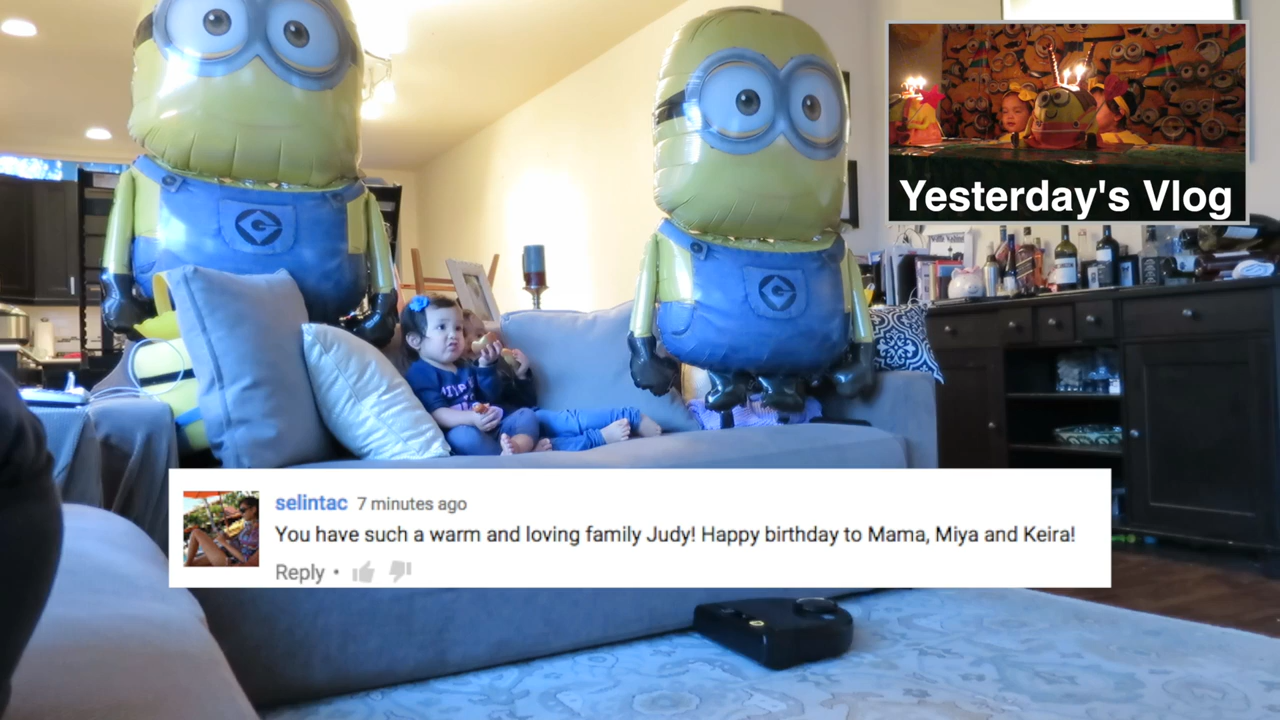 Yesterday's Vlog
selintac 7 minutes ago
You have such a warm and loving family Judy! Happy birthday to Mama, Miya and Keira!
Reply •